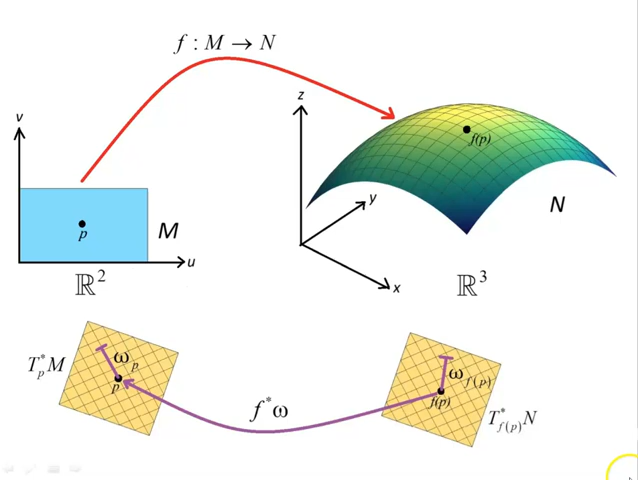 f : M → N
v
z
p
M
f(p)
y
N
u
x
ℝ²
ℝ³
T*ₚM
ωₚ
p
f*ω
ω_f(p)
f(p)
T*_f(p)N